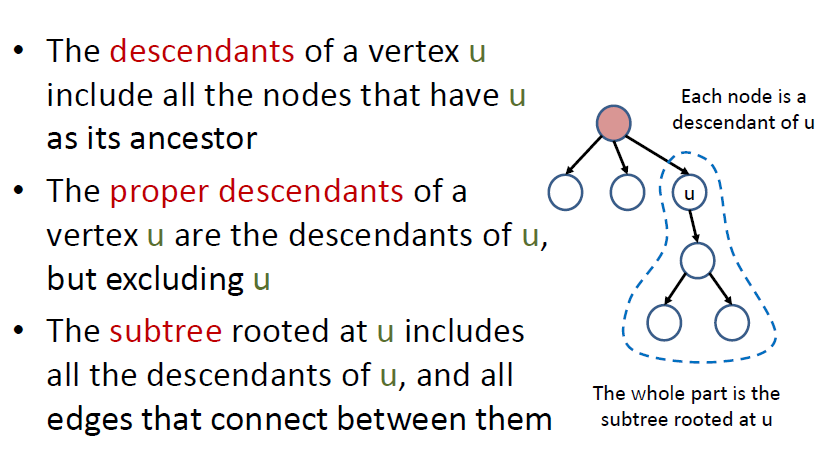 • The descendants of a vertex u
include all the nodes that have u
as its ancestor
• The proper descendants of a
vertex u are the descendants of u,
but excluding u
• The subtree rooted at u includes
all the descendants of u, and all
edges that connect between them
Each node is a
descendant of u
u
The whole part is the
subtree rooted at u